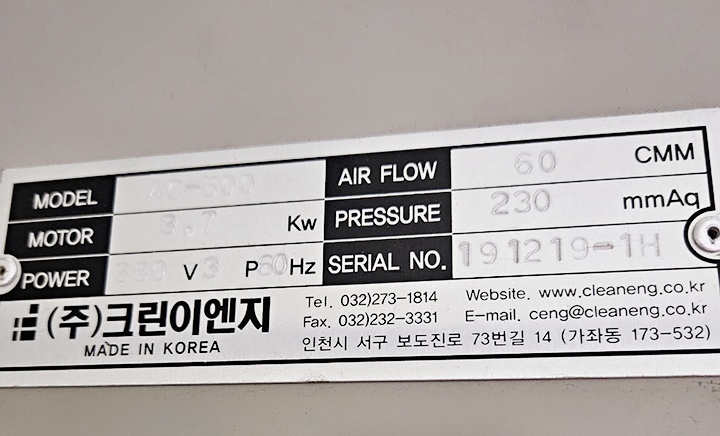 MODEL AC-500 AIR FLOW 60 CMM
MOTOR 3.7 Kw PRESSURE 230 mmAq
POWER 380 V 3 P 60 Hz SERIAL NO. 191219-1H
(주)크린이엔지
MADE IN KOREA
Tel. 032)273-1814 Website. www.cleaneng.co.kr
Fax. 032)232-3331 E-mail. ceng@cleaneng.co.kr
인천시 서구 보도진로 73번길 14 (가좌동 173-532)